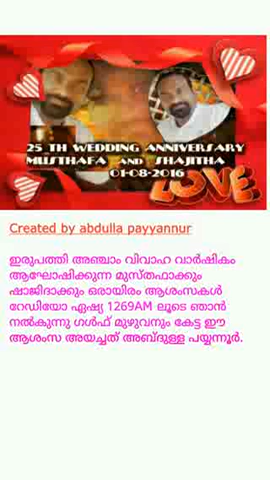 25 TH WEDDING ANNIVERSARY
MUSTHAFA AND SHAJITHA
01-08-2016
LOVE
Created by abdulla payyannur
ഇരുപത്തി അഞ്ചാം വിവാഹ വാർഷികം
ആഘോഷിക്കുന്ന മുസ്തഫാക്കും
ഷാജിദാക്കും ഒരായിരം ആശംസകൾ
റേഡിയോ ഏഷ്യ 1269AM ലൂടെ ഞാൻ
നൽകുന്നു ഗൾഫ് മുഴുവനും കേട്ട ഈ
ആശംസ അയച്ചത് അബ്ദുള്ള പയ്യന്നൂർ.